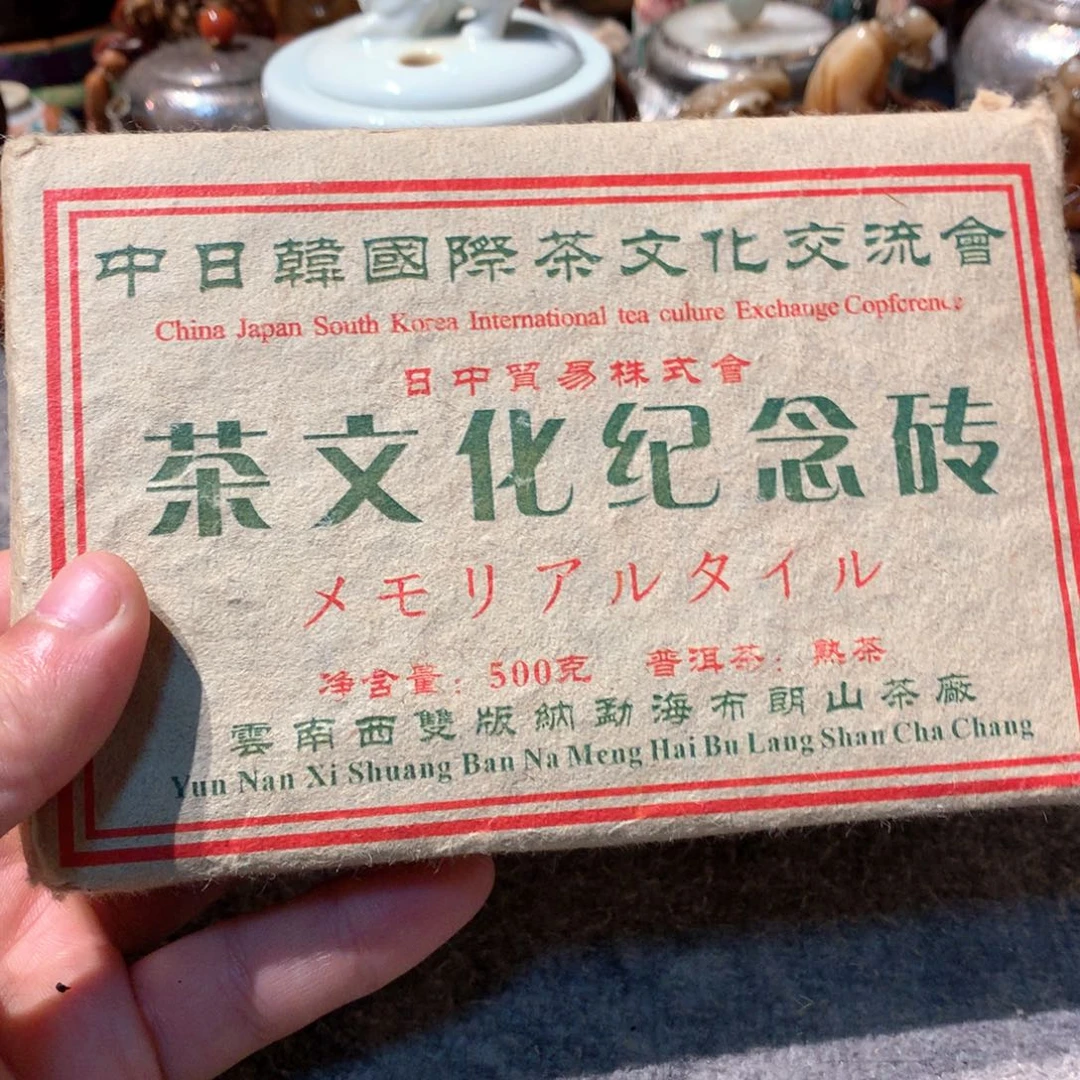 中日韓國際茶文化交流會
China Japan South Korea International tea culure Exchange Copference
日中貿易株式會
茶文化纪念砖
メモリアルタイル
净含量：500克 普洱茶：熟茶
雲南西雙版納勐海布朗山茶廠
Yun Nan Xi Shuang Ban Na Meng Hai Bu Lang Shan Cha Chang